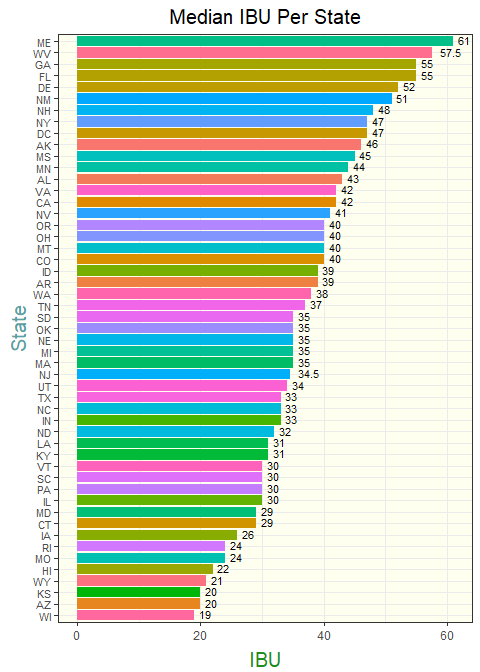 Median IBU Per State
ME 61
WV 57.5
GA 55
FL 55
DE 52
NM 51
NH 48
NY 47
DC 47
AK 46
MS 45
MN 44
AL 43
VA 42
CA 42
NV 41
OR 40
OH 40
MT 40
CO 40
ID 39
AR 39
WA 38
TN 37
SD 35
OK 35
NE 35
MI 35
MA 35
NJ 34.5
UT 34
TX 33
NC 33
IN 33
ND 32
LA 31
KY 31
VT 30
SC 30
PA 30
IL 30
MD 29
CT 29
IA 26
RI 24
MO 24
HI 22
WY 21
KS 20
AZ 20
WI 19
State
0 20 40 60
IBU